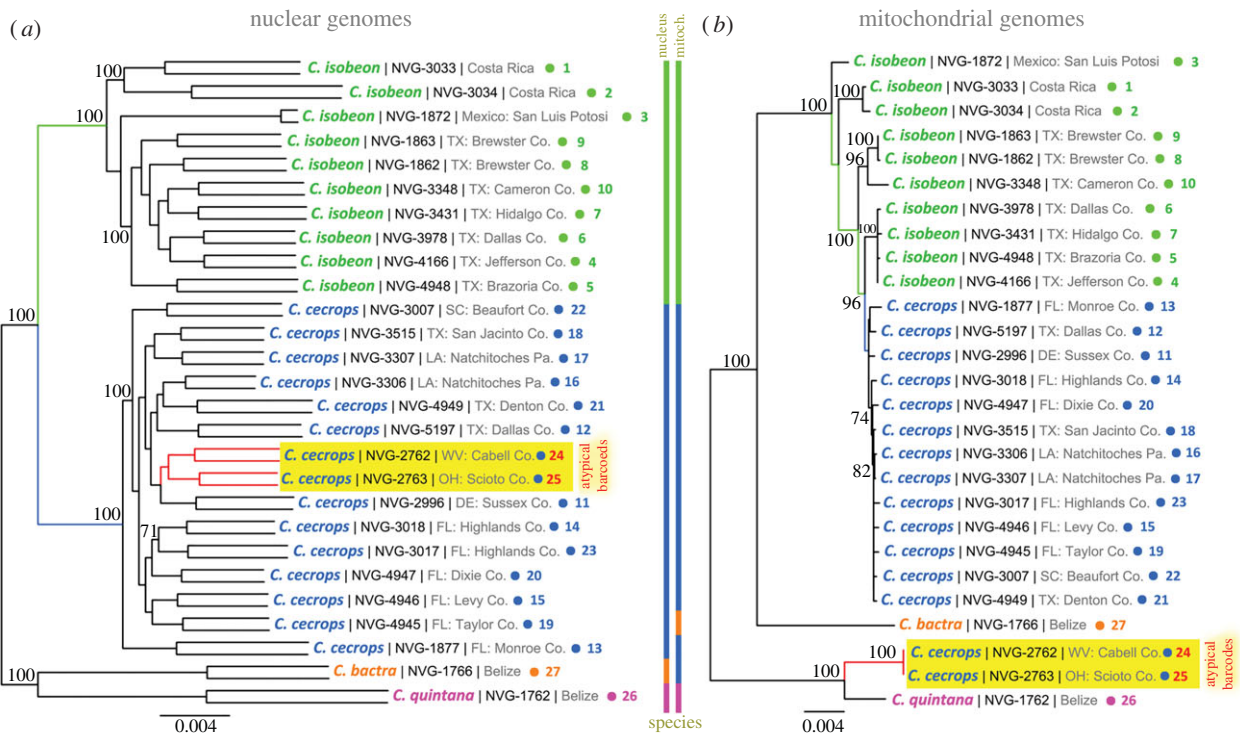 (a)
nuclear genomes
C. isobeon | NVG-3033 | Costa Rica 1
C. isobeon | NVG-3034 | Costa Rica 2
C. isobeon | NVG-1872 | Mexico: San Luis Potosi 3
C. isobeon | NVG-1863 | TX: Brewster Co. 9
C. isobeon | NVG-1862 | TX: Brewster Co. 8
C. isobeon | NVG-3348 | TX: Cameron Co. 10
C. isobeon | NVG-3431 | TX: Hidalgo Co. 7
C. isobeon | NVG-3978 | TX: Dallas Co. 6
C. isobeon | NVG-4166 | TX: Jefferson Co. 4
C. isobeon | NVG-4948 | TX: Brazoria Co. 5
C. cecrops | NVG-3007 | SC: Beaufort Co. 22
C. cecrops | NVG-3515 | TX: San Jacinto Co. 18
C. cecrops | NVG-3307 | LA: Natchitoches Pa. 17
C. cecrops | NVG-3306 | LA: Natchitoches Pa. 16
C. cecrops | NVG-4949 | TX: Denton Co. 21
C. cecrops | NVG-5197 | TX: Dallas Co. 12
C. cecrops | NVG-2762 | WV: Cabell Co. 24
C. cecrops | NVG-2763 | OH: Scioto Co. 25
C. cecrops | NVG-2996 | DE: Sussex Co. 11
C. cecrops | NVG-3018 | FL: Highlands Co. 14
C. cecrops | NVG-3017 | FL: Highlands Co. 23
C. cecrops | NVG-4947 | FL: Dixie Co. 20
C. cecrops | NVG-4946 | FL: Levy Co. 15
C. cecrops | NVG-4945 | FL: Taylor Co. 19
C. cecrops | NVG-1877 | FL: Monroe Co. 13
C. bactra | NVG-1766 | Belize 27
C. quintana | NVG-1762 | Belize 26
atypical
barcoeds
100
100
100
100
100
100
71
100
0.004
nucleus
mitoch.
species
(b)
mitochondrial genomes
C. isobeon | NVG-1872 | Mexico: San Luis Potosi 3
C. isobeon | NVG-3033 | Costa Rica 1
C. isobeon | NVG-3034 | Costa Rica 2
C. isobeon | NVG-1863 | TX: Brewster Co. 9
C. isobeon | NVG-1862 | TX: Brewster Co. 8
C. isobeon | NVG-3348 | TX: Cameron Co. 10
C. isobeon | NVG-3978 | TX: Dallas Co. 6
C. isobeon | NVG-3431 | TX: Hidalgo Co. 7
C. isobeon | NVG-4948 | TX: Brazoria Co. 5
C. isobeon | NVG-4166 | TX: Jefferson Co. 4
C. cecrops | NVG-1877 | FL: Monroe Co. 13
C. cecrops | NVG-5197 | TX: Dallas Co. 12
C. cecrops | NVG-2996 | DE: Sussex Co. 11
C. cecrops | NVG-3018 | FL: Highlands Co. 14
C. cecrops | NVG-4947 | FL: Dixie Co. 20
C. cecrops | NVG-3515 | TX: San Jacinto Co. 18
C. cecrops | NVG-3306 | LA: Natchitoches Pa. 16
C. cecrops | NVG-3307 | LA: Natchitoches Pa. 17
C. cecrops | NVG-3017 | FL: Highlands Co. 23
C. cecrops | NVG-4946 | FL: Levy Co. 15
C. cecrops | NVG-4945 | FL: Taylor Co. 19
C. cecrops | NVG-3007 | SC: Beaufort Co. 22
C. cecrops | NVG-4949 | TX: Denton Co. 21
C. bactra | NVG-1766 | Belize 27
C. cecrops | NVG-2762 | WV: Cabell Co. 24
C. cecrops | NVG-2763 | OH: Scioto Co. 25
C. quintana | NVG-1762 | Belize 26
atypical
barcodes
100
100
100
96
100
100
96
100
74
82
100
100
0.004